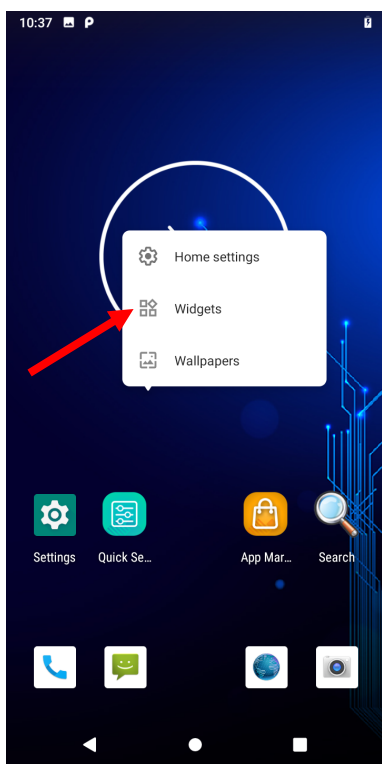 10:37
Home settings
Widgets
Wallpapers
Settings
Quick Se...
App Mar...
Search